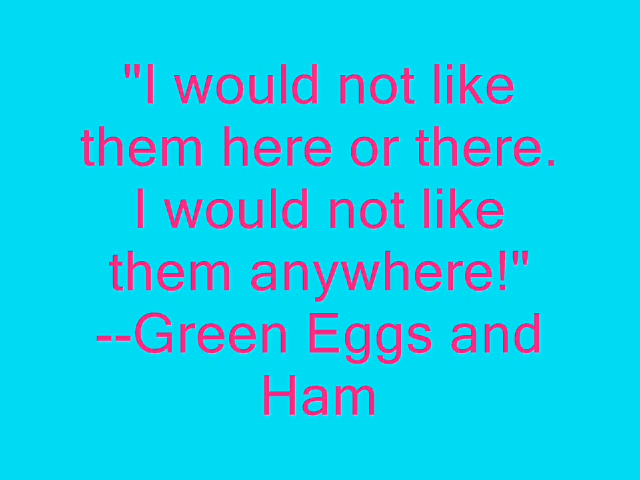 "I would not like
them here or there.
I would not like
them anywhere!"
--Green Eggs and
Ham